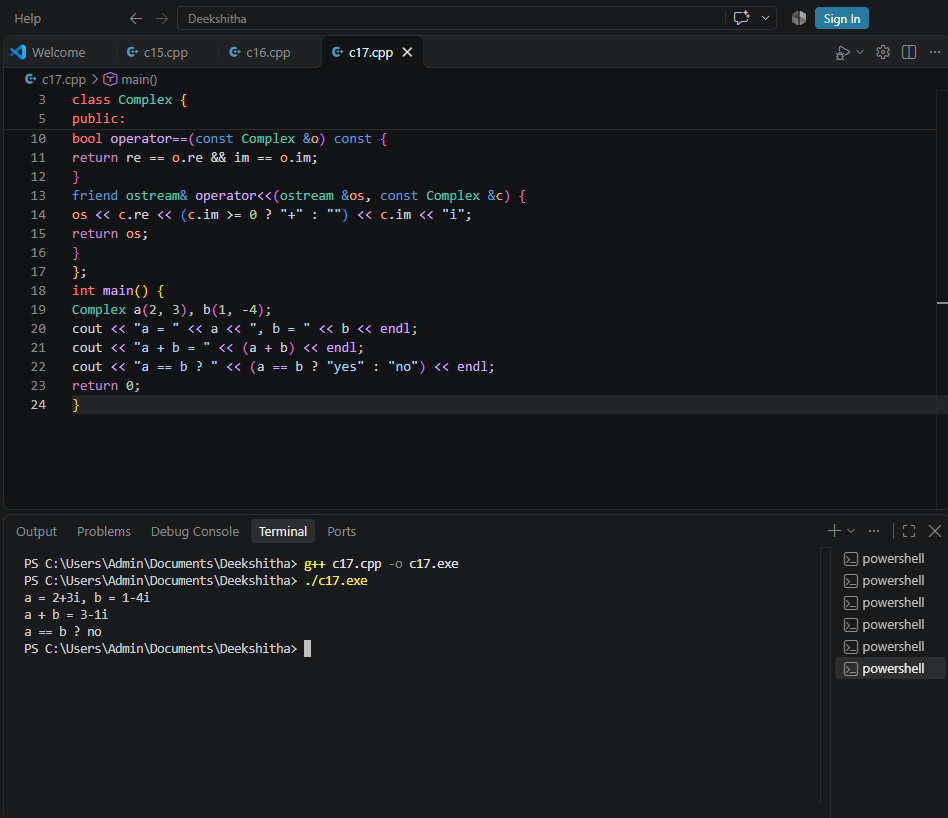 Help
Deekshitha
Sign In
Welcome
c15.cpp
c16.cpp
c17.cpp
c17.cpp > main()
3 class Complex {
5 public:
10 bool operator==(const Complex &o) const {
11 return re == o.re && im == o.im;
12 }
13 friend ostream& operator<<(ostream &os, const Complex &c) {
14 os << c.re << (c.im >= 0 ? "+" : "") << c.im << "i";
15 return os;
16 }
17 };
18 int main() {
19 Complex a(2, 3), b(1, -4);
20 cout << "a = " << a << ", b = " << b << endl;
21 cout << "a + b = " << (a + b) << endl;
22 cout << "a == b ? " << (a == b ? "yes" : "no") << endl;
23 return 0;
24 }
Output Problems Debug Console Terminal Ports
PS C:\Users\Admin\Documents\Deekshitha> g++ c17.cpp -o c17.exe
PS C:\Users\Admin\Documents\Deekshitha> ./c17.exe
a = 2+3i, b = 1-4i
a + b = 3-1i
a == b ? no
PS C:\Users\Admin\Documents\Deekshitha>
powershell
powershell
powershell
powershell
powershell
powershell